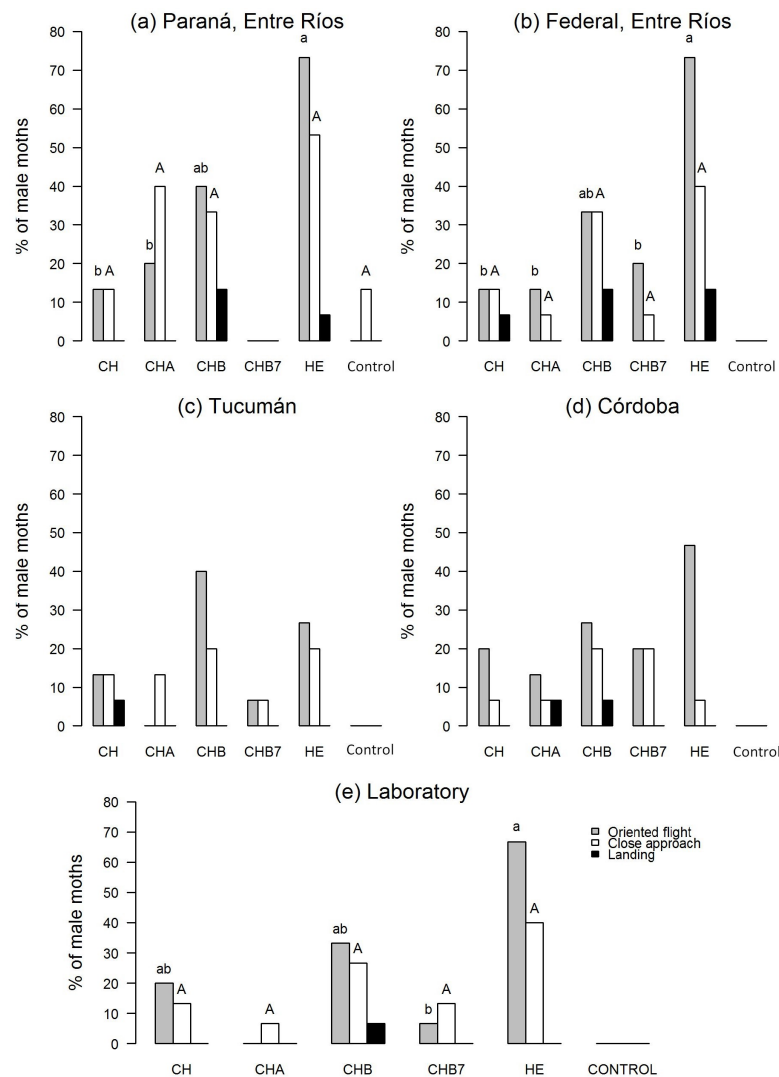 (a) Paraná, Entre Ríos
% of male moths
80
70
60
50
40
30
20
10
0
b A
b
A
ab
A
a
A
A
CH CHA CHB CHB7 HE Control
(b) Federal, Entre Ríos
% of male moths
80
70
60
50
40
30
20
10
0
b A
b
A
ab A
b
A
a
A
CH CHA CHB CHB7 HE Control
(c) Tucumán
% of male moths
80
70
60
50
40
30
20
10
0
CH CHA CHB CHB7 HE Control
(d) Córdoba
% of male moths
80
70
60
50
40
30
20
10
0
CH CHA CHB CHB7 HE Control
(e) Laboratory
% of male moths
80
70
60
50
40
30
20
10
0
ab
A
A
ab
A
b
A
a
A
Oriented flight
Close approach
Landing
CH CHA CHB CHB7 HE CONTROL